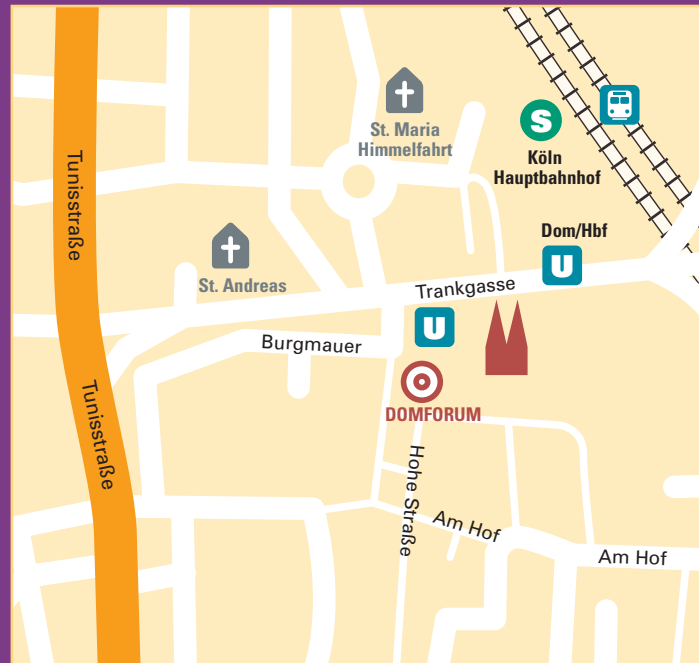 St. Maria
Himmelfahrt
S
Köln
Hauptbahnhof
Tunisstraße
St. Andreas
Dom/Hbf
U
Trankgasse
U
Burgmauer
DOMFORUM
Tunisstraße
Hohe Straße
Am Hof
Am Hof